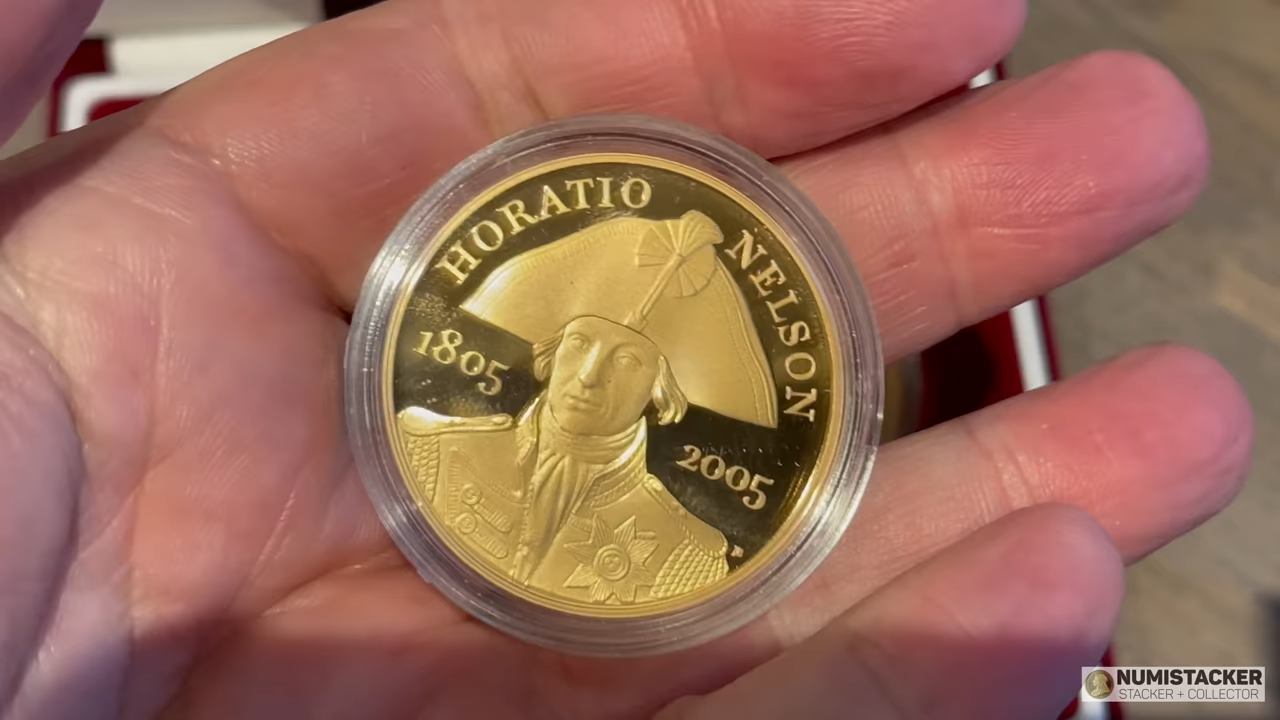 HORATIO NELSON
1805
2005
P
NUMISTACKER
STACKER + COLLECTOR